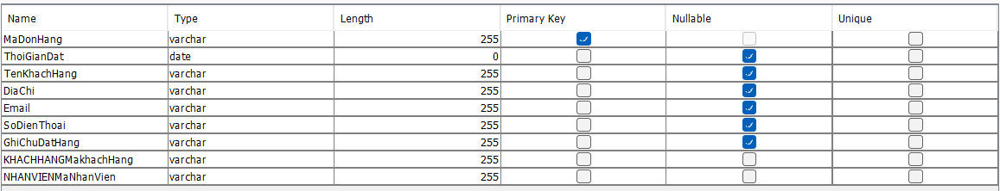 Name Type Length Primary Key Nullable Unique
MaDonHang varchar 255
ThoiGianDat date 0
TenKhachHang varchar 255
DiaChi varchar 255
Email varchar 255
SoDienThoai varchar 255
GhiChuDatHang varchar 255
KHACHHANGMakhachHang varchar 255
NHANVIENMaNhanVien varchar 255